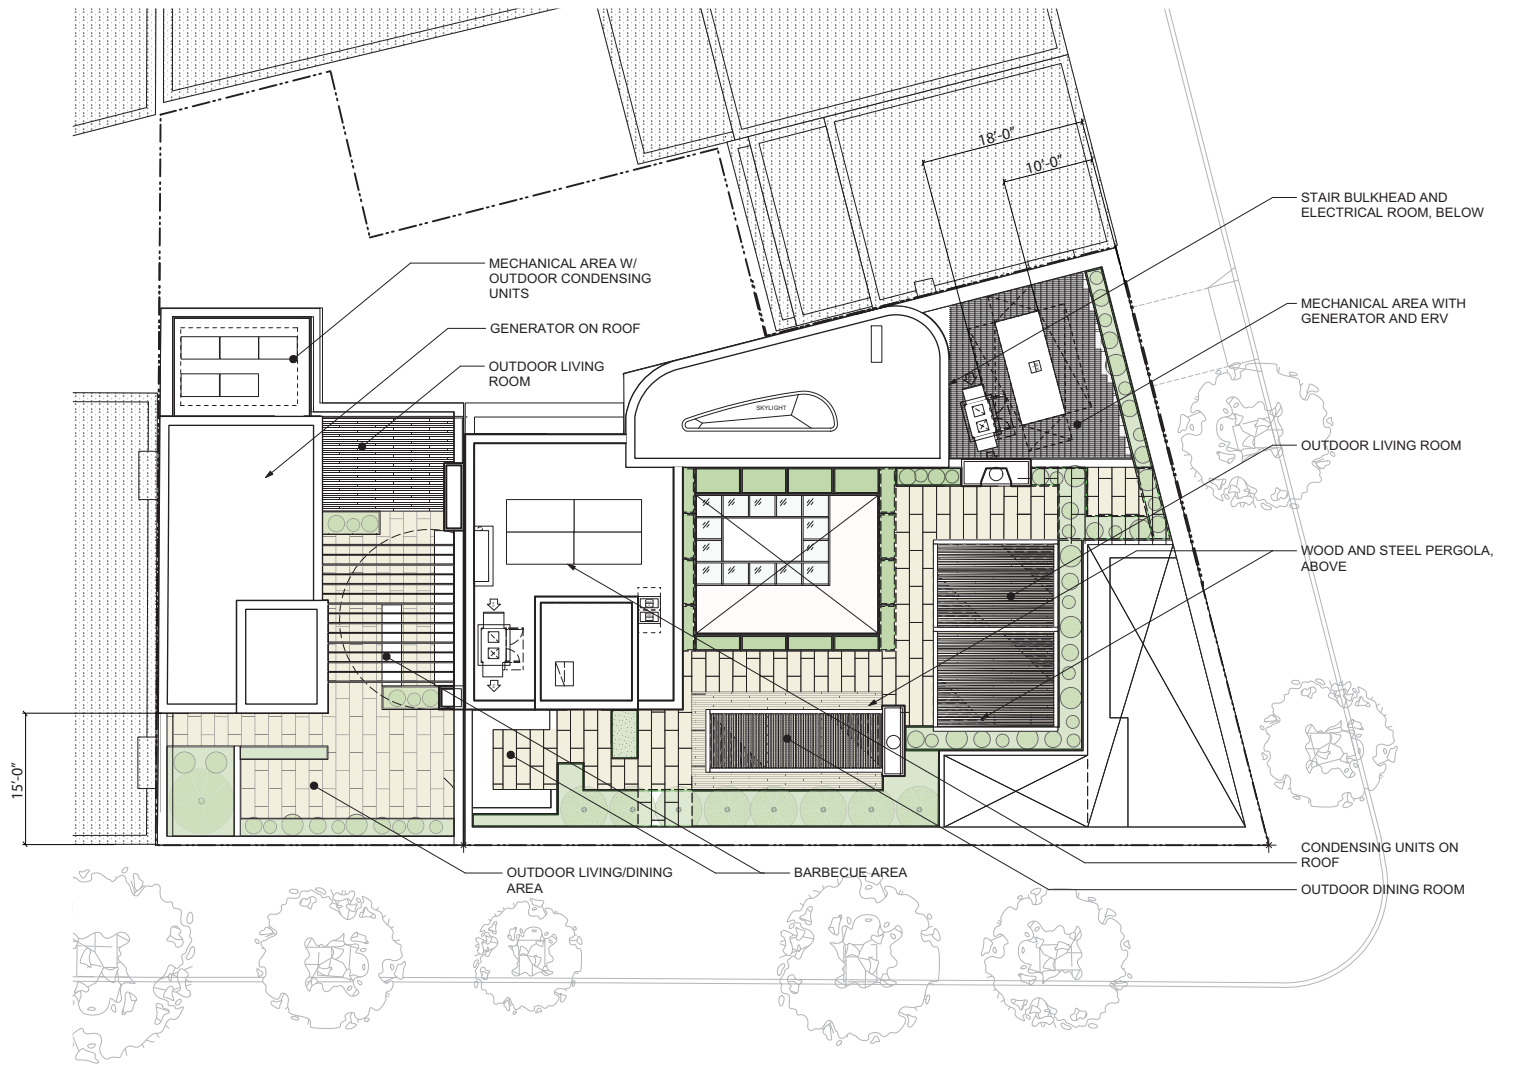 18'-0"
10'-0"
STAIR BULKHEAD AND
ELECTRICAL ROOM, BELOW
MECHANICAL AREA W/
OUTDOOR CONDENSING
UNITS
MECHANICAL AREA WITH
GENERATOR AND ERV
GENERATOR ON ROOF
OUTDOOR LIVING
ROOM
SKYLIGHT
OUTDOOR LIVING ROOM
WOOD AND STEEL PERGOLA,
ABOVE
15'-0"
CONDENSING UNITS ON
ROOF
OUTDOOR LIVING/DINING
AREA
BARBECUE AREA
OUTDOOR DINING ROOM